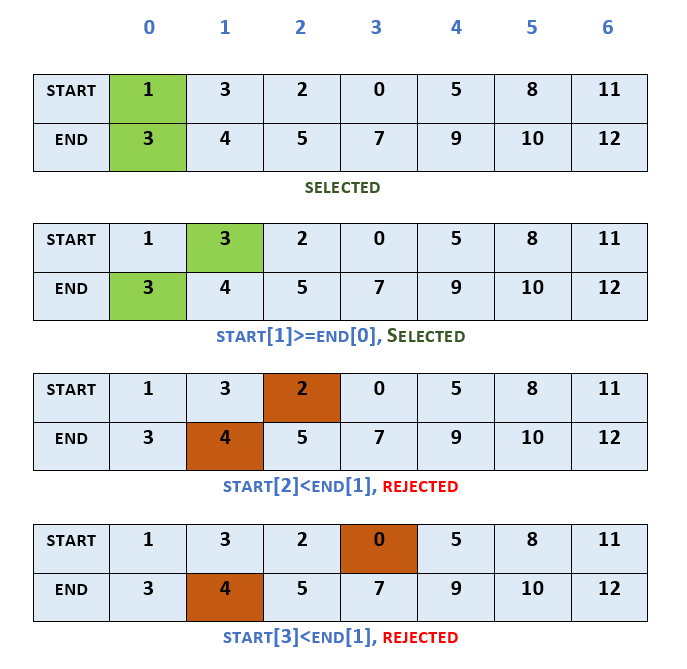 0 1 2 3 4 5 6
START 1 3 2 0 5 8 11
END 3 4 5 7 9 10 12
SELECTED
START 1 3 2 0 5 8 11
END 3 4 5 7 9 10 12
START[1]>=END[0], SELECTED
START 1 3 2 0 5 8 11
END 3 4 5 7 9 10 12
START[2]<END[1], REJECTED
START 1 3 2 0 5 8 11
END 3 4 5 7 9 10 12
START[3]<END[1], REJECTED